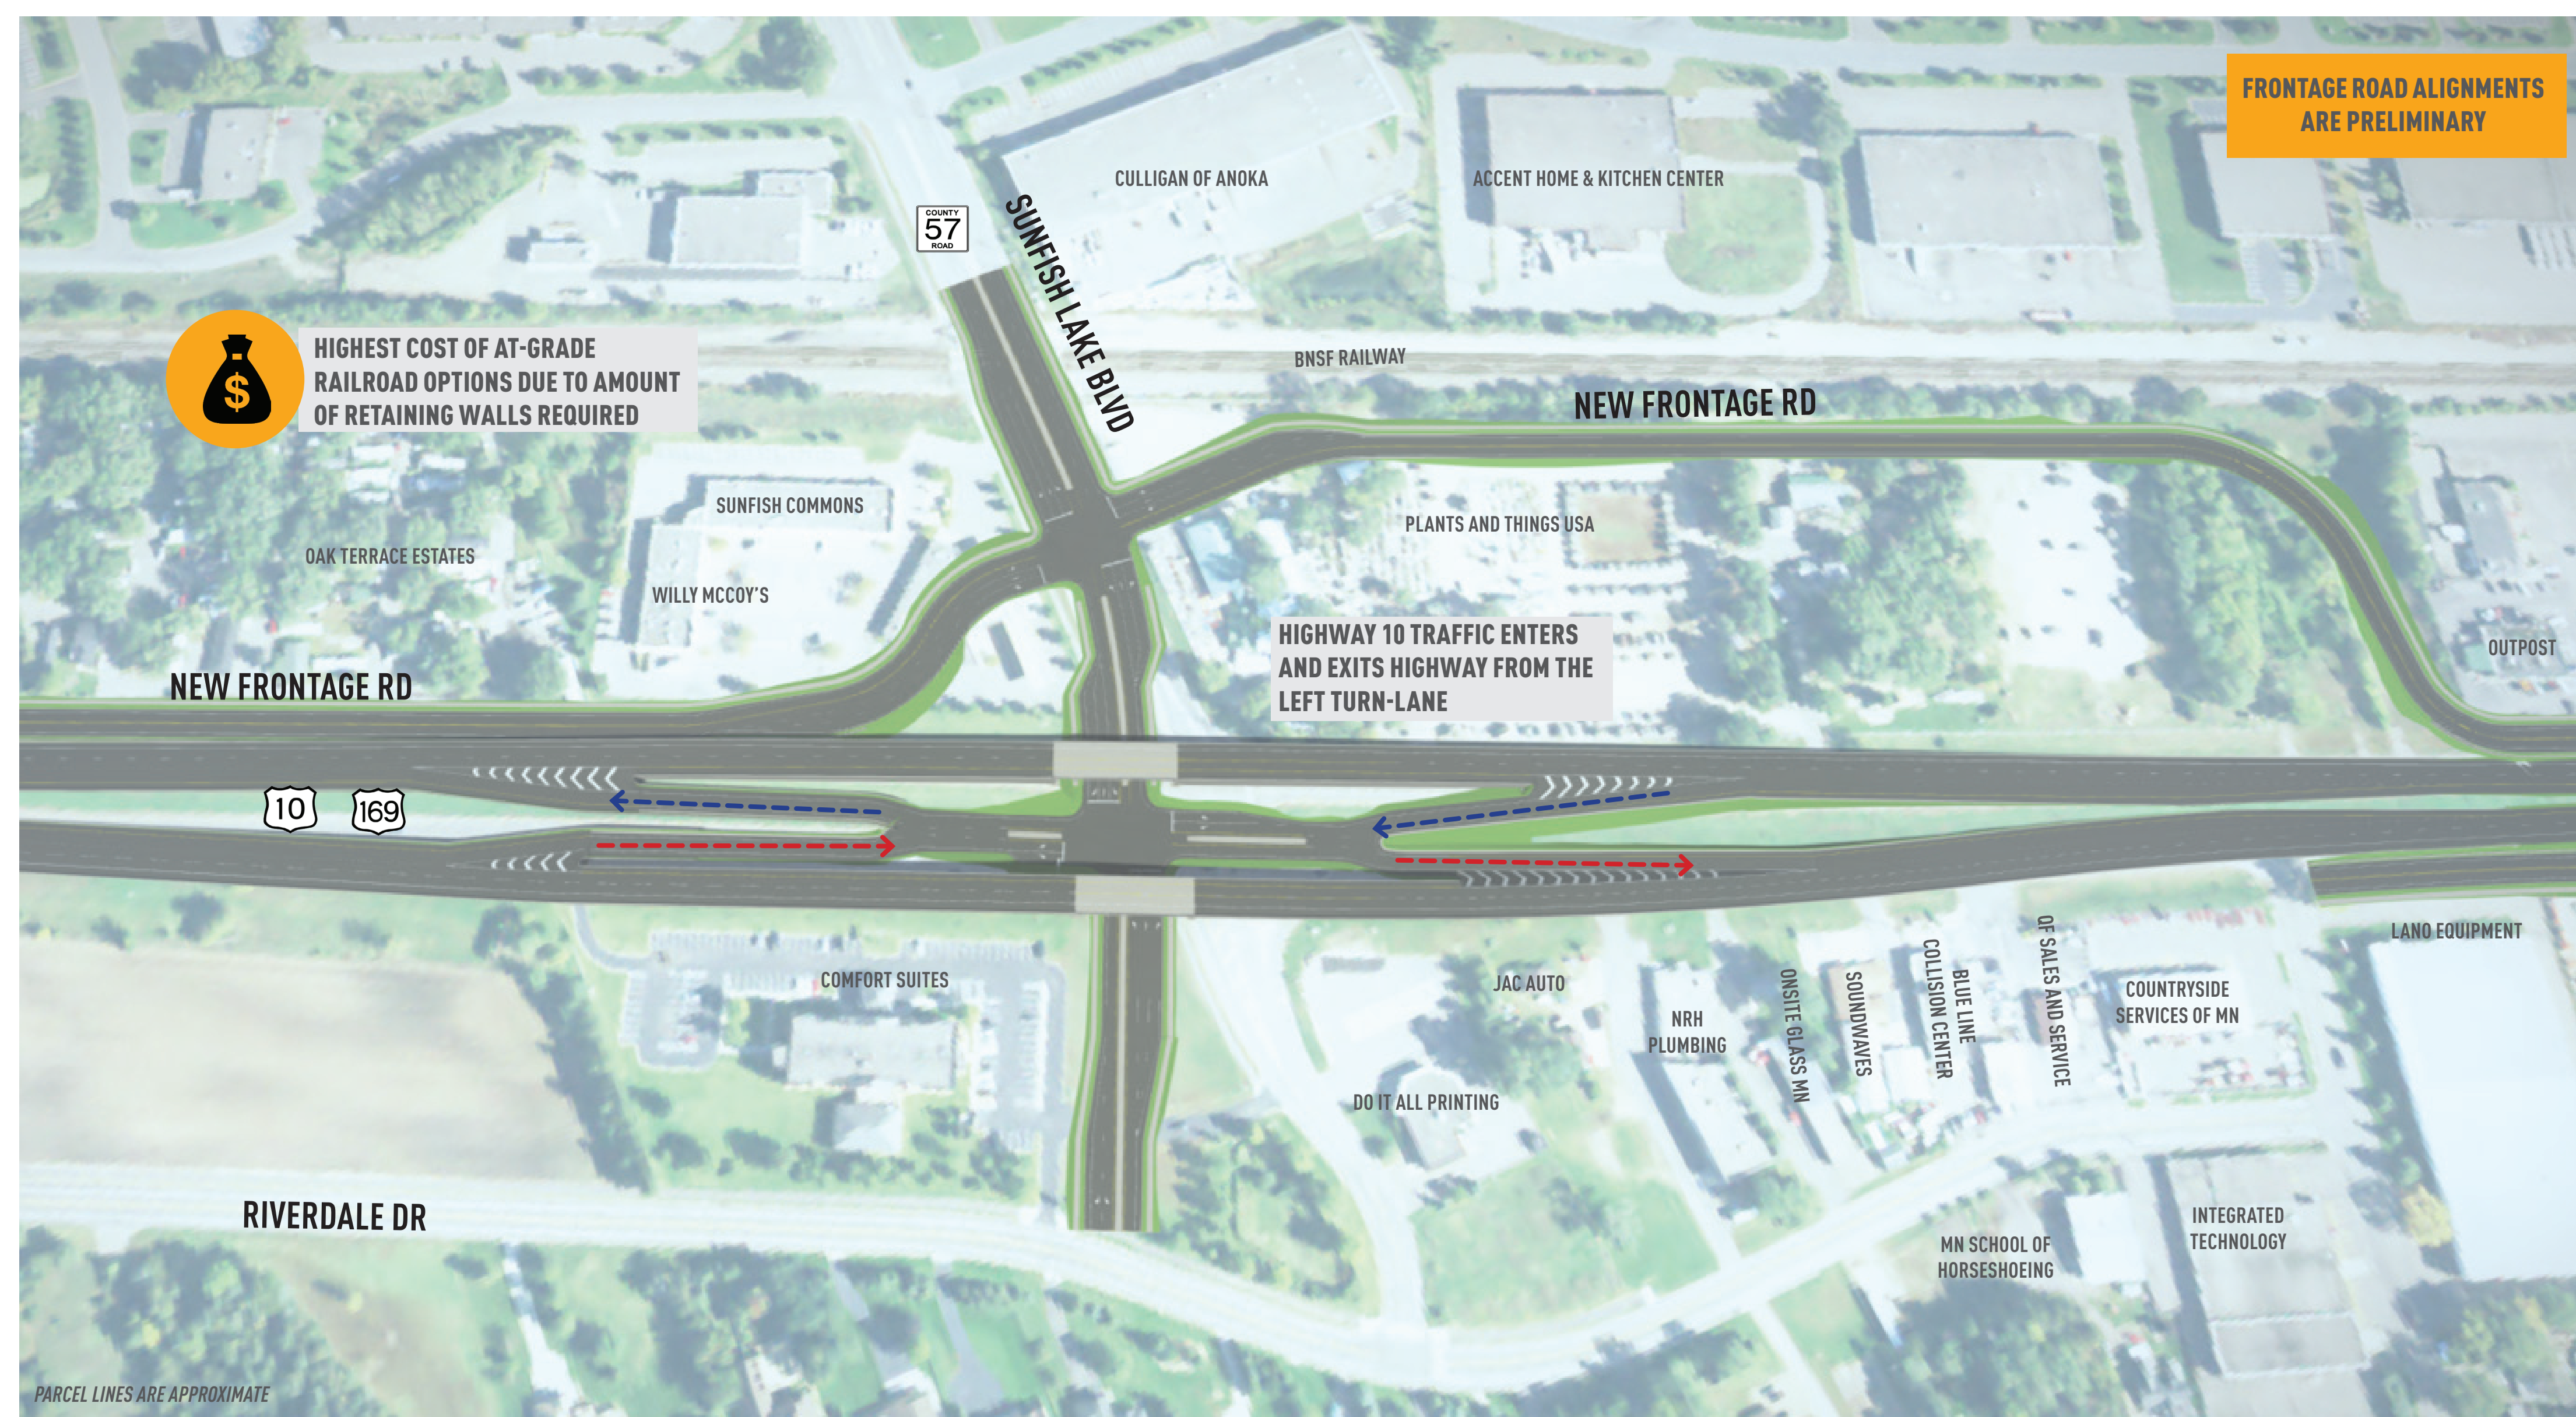 FRONTAGE ROAD ALIGNMENTS
ARE PRELIMINARY
CULLIGAN OF ANOKA
ACCENT HOME & KITCHEN CENTER
COUNTY
57
ROAD
SUNFISH LAKE BLVD
HIGHEST COST OF AT-GRADE
RAILROAD OPTIONS DUE TO AMOUNT
OF RETAINING WALLS REQUIRED
$
BNSF RAILWAY
NEW FRONTAGE RD
SUNFISH COMMONS
PLANTS AND THINGS USA
OAK TERRACE ESTATES
WILLY MCCOY'S
HIGHWAY 10 TRAFFIC ENTERS
AND EXITS HIGHWAY FROM THE
LEFT TURN-LANE
OUTPOST
NEW FRONTAGE RD
10
169
LANO EQUIPMENT
COMFORT SUITES
JAC AUTO
NRH
PLUMBING
ONSITE GLASS MN
SOUNDWAVES
BLUE LINE
COLLISION CENTER
QF SALES AND SERVICE
COUNTRYSIDE
SERVICES OF MN
DO IT ALL PRINTING
RIVERDALE DR
MN SCHOOL OF
HORSESHOEING
INTEGRATED
TECHNOLOGY
PARCEL LINES ARE APPROXIMATE